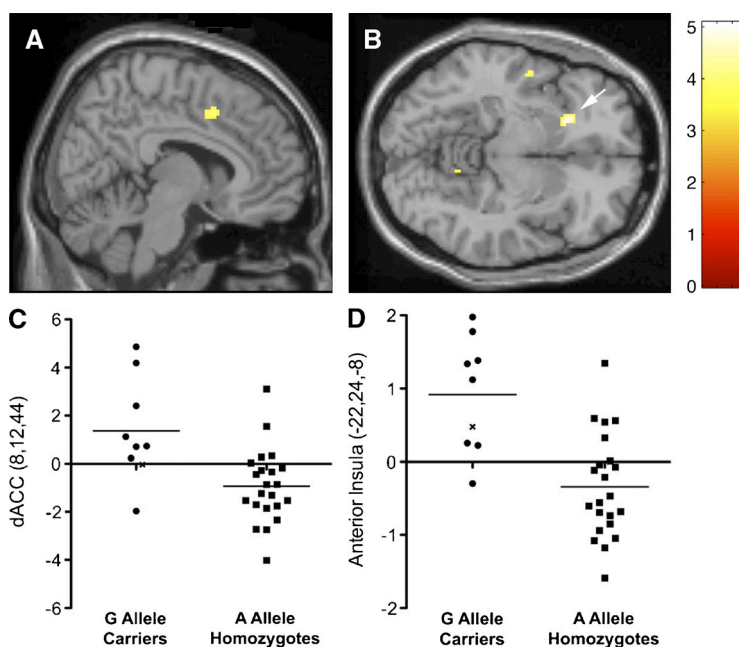 A
B
5
4
3
2
1
0
C
dACC (8,12,44)
6
4
2
0
-2
-4
-6
G Allele
Carriers
A Allele
Homozygotes
D
Anterior Insula (-22,24,-8)
2
1
0
-1
-2
G Allele
Carriers
A Allele
Homozygotes